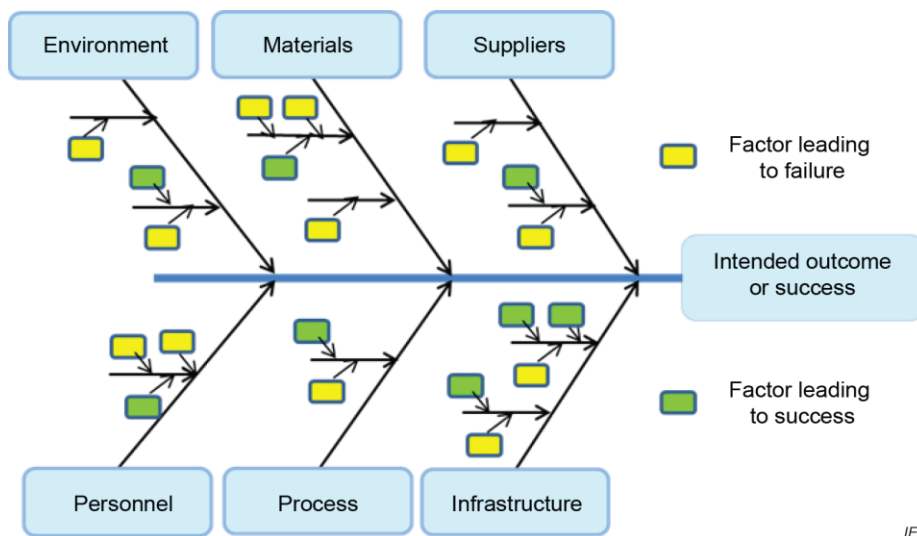 Environment
Materials
Suppliers
Factor leading
to failure
Intended outcome
or success
Factor leading
to success
Personnel
Process
Infrastructure